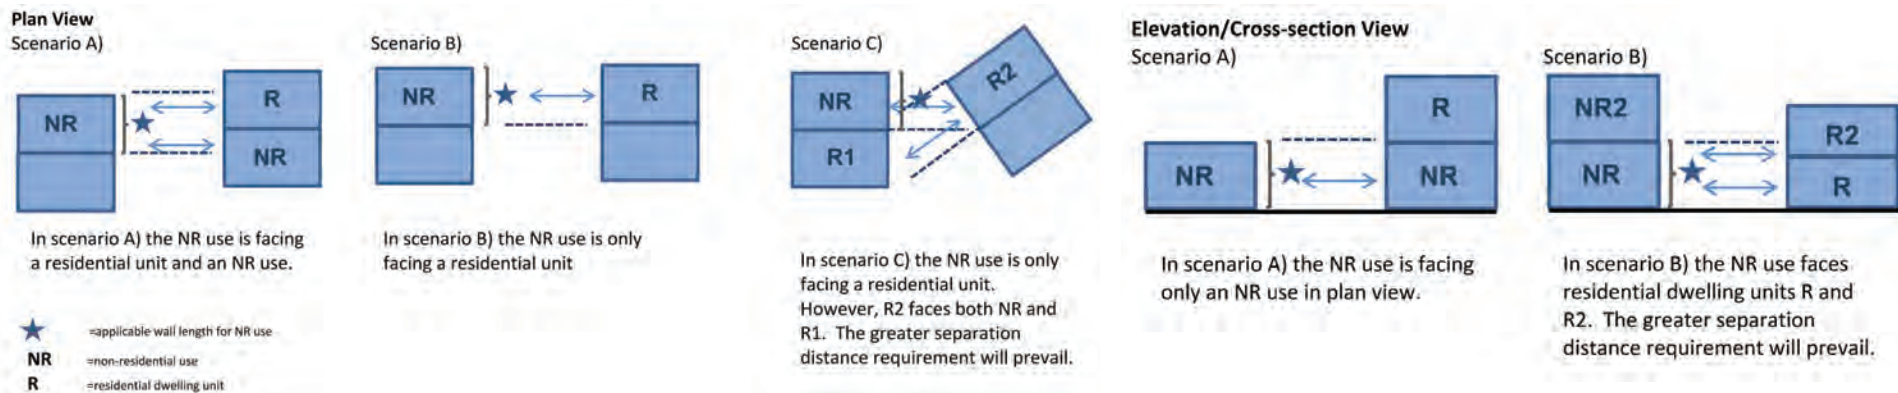 Plan View
Scenario A)
NR
R
NR
In scenario A) the NR use is facing
a residential unit and an NR use.
Scenario B)
NR
R
In scenario B) the NR use is only
facing a residential unit
Scenario C)
NR
R1
R2
In scenario C) the NR use is only
facing a residential unit.
However, R2 faces both NR and
R1. The greater separation
distance requirement will prevail.
=applicable wall length for NR use
NR =non-residential use
R =residential dwelling unit
Elevation/Cross-section View
Scenario A)
NR
R
NR
In scenario A) the NR use is facing
only an NR use in plan view.
Scenario B)
NR2
NR
R2
R
In scenario B) the NR use faces
residential dwelling units R and
R2. The greater separation
distance requirement will prevail.